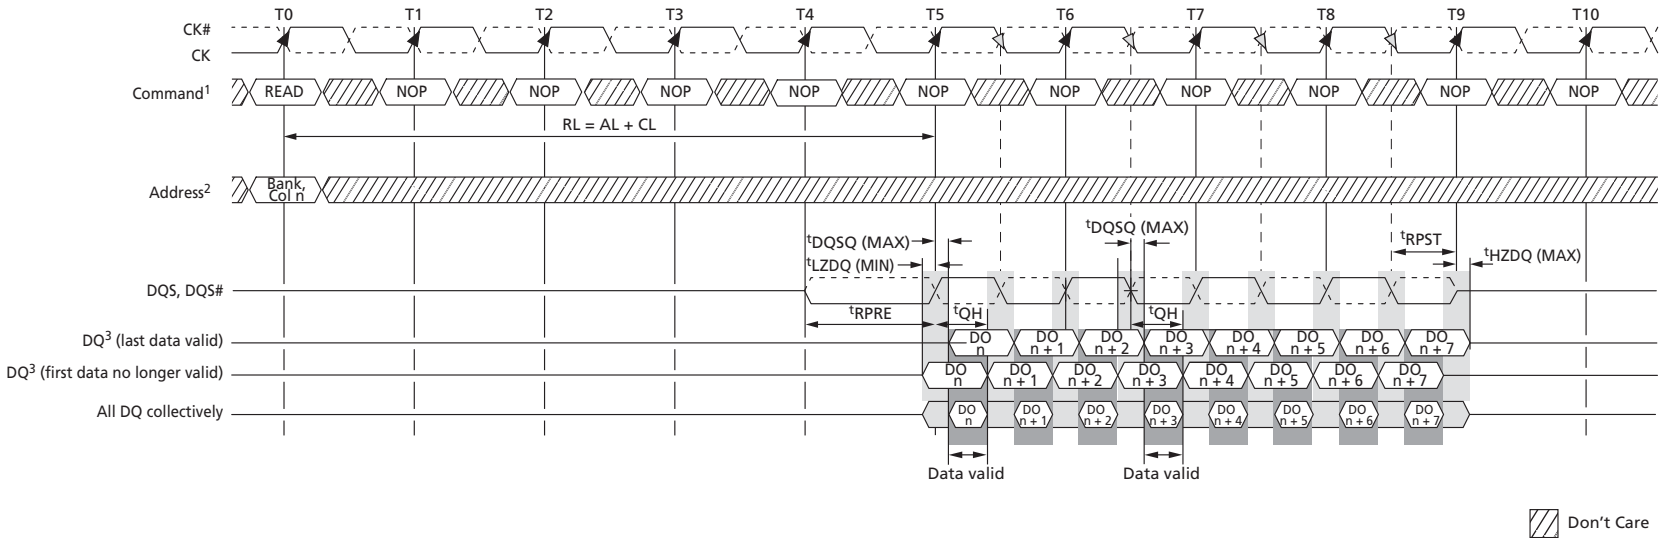 T0 T1 T2 T3 T4 T5 T6 T7 T8 T9 T10
CK#
CK
Command1 READ NOP NOP NOP NOP NOP NOP NOP NOP NOP NOP
RL = AL + CL
Address2 Bank,
Col n
tDQSQ (MAX) tDQSQ (MAX) tRPST
tLZDQ (MIN) tHZDQ (MAX)
DQS, DQS#
tRPRE tQH tQH
DQ3 (last data valid) DO DO DO DO DO DO DO DO
n n + 1 n + 2 n + 3 n + 4 n + 5 n + 6 n + 7
DQ3 (first data no longer valid) DO DO DO DO DO DO DO DO
n n + 1 n + 2 n + 3 n + 4 n + 5 n + 6 n + 7
All DQ collectively DO DO DO DO DO DO DO DO
n n + 1 n + 2 n + 3 n + 4 n + 5 n + 6 n + 7
Data valid Data valid
Don't Care